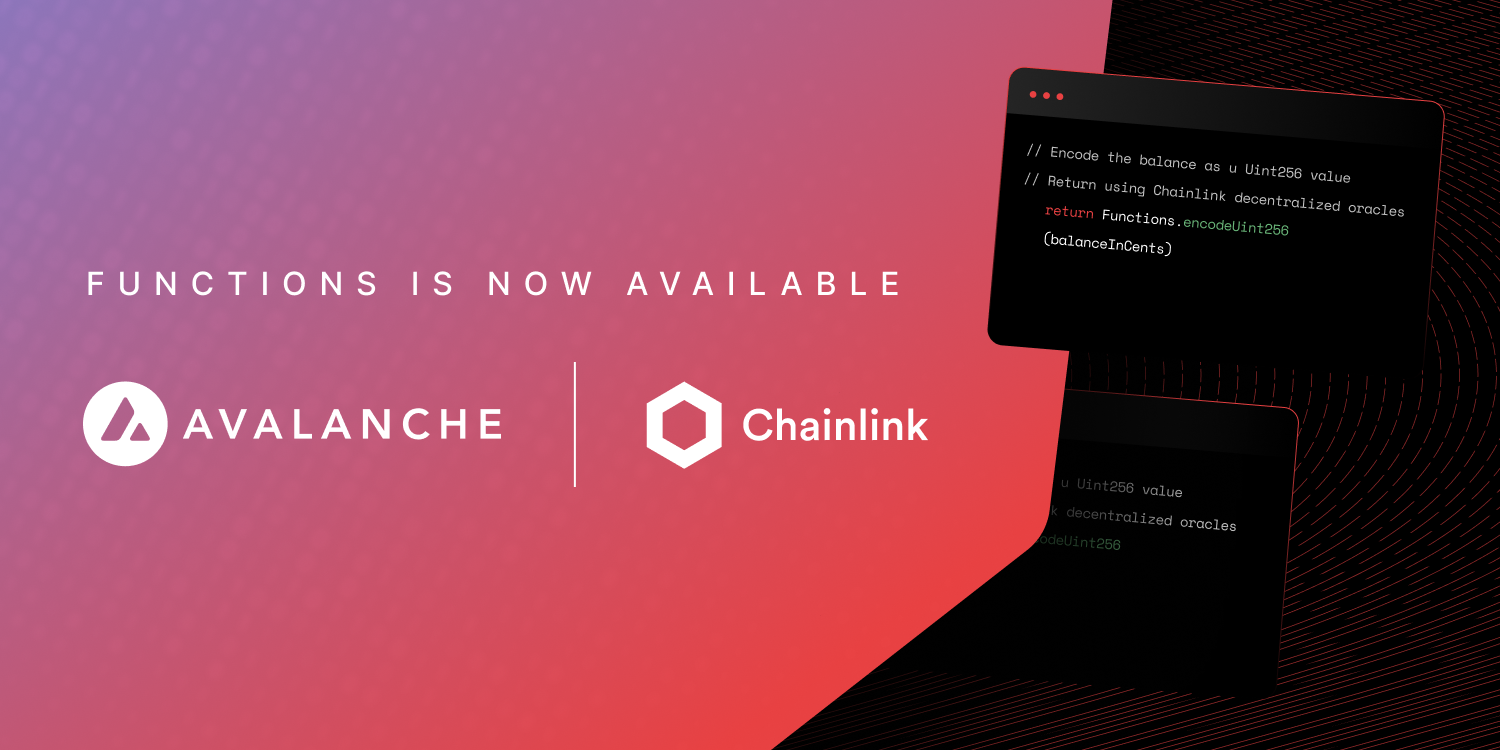 FUNCTIONS IS NOW AVAILABLE
AVALANCHE
Chainlink
// Encode the balance as u Uint256 value
// Return using Chainlink decentralized oracles
return Functions.encodeUint256
(balanceInCents)
u Uint256 value
k decentralized oracles
odeUint256